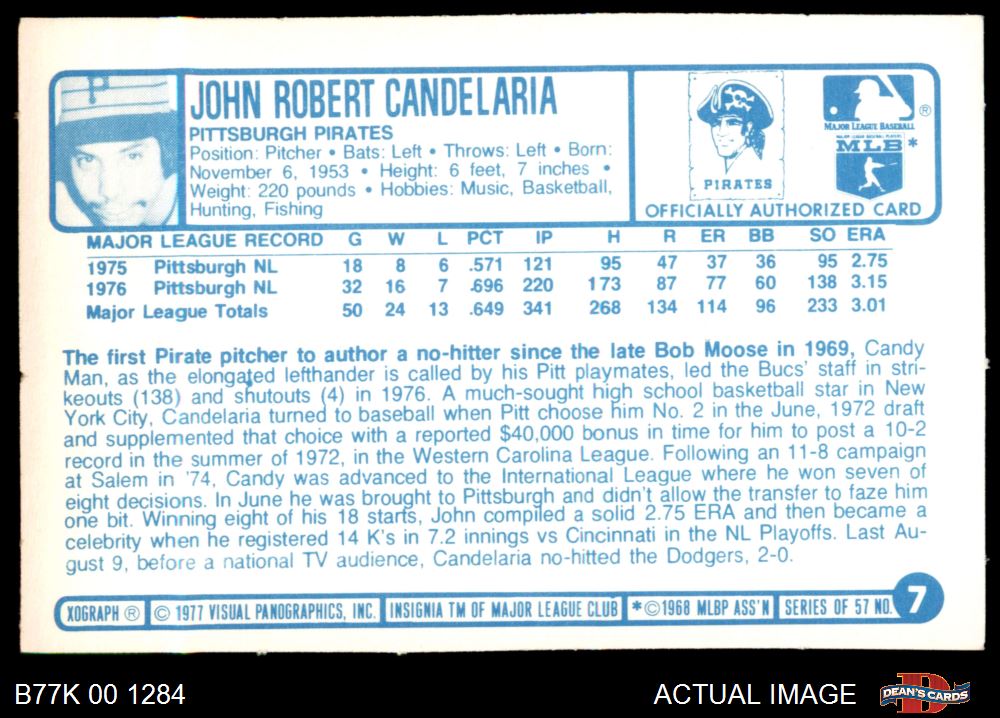 JOHN ROBERT CANDELARIA
PITTSBURGH PIRATES
Position: Pitcher • Bats: Left • Throws: Left • Born:
November 6, 1953 • Height: 6 feet, 7 inches •
Weight: 220 pounds • Hobbies: Music, Basketball,
Hunting, Fishing
P
PIRATES
MAJOR LEAGUE BASEBALL ®
MAJOR LEAGUE BASEBALL PLAYERS
MLB *
OFFICIALLY AUTHORIZED CARD
MAJOR LEAGUE RECORD G W L PCT IP H R ER BB SO ERA
1975 Pittsburgh NL 18 8 6 .571 121 95 47 37 36 95 2.75
1976 Pittsburgh NL 32 16 7 .696 220 173 87 77 60 138 3.15
Major League Totals 50 24 13 .649 341 268 134 114 96 233 3.01
The first Pirate pitcher to author a no-hitter since the late Bob Moose in 1969, Candy
Man, as the elongated lefthander is called by his Pitt playmates, led the Bucs' staff in stri-
keouts (138) and shutouts (4) in 1976. A much-sought high school basketball star in New
York City, Candelaria turned to baseball when Pitt choose him No. 2 in the June, 1972 draft
and supplemented that choice with a reported $40,000 bonus in time for him to post a 10-2
record in the summer of 1972, in the Western Carolina League. Following an 11-8 campaign
at Salem in '74, Candy was advanced to the International League where he won seven of
eight decisions. In June he was brought to Pittsburgh and didn't allow the transfer to faze him
one bit. Winning eight of his 18 starts, John compiled a solid 2.75 ERA and then became a
celebrity when he registered 14 K's in 7.2 innings vs Cincinnati in the NL Playoffs. Last Au-
gust 9, before a national TV audience, Candelaria no-hitted the Dodgers, 2-0.
XOGRAPH ® © 1977 VISUAL PANOGRAPHICS, INC. INSIGNIA TM OF MAJOR LEAGUE CLUB *©1968 MLBP ASS'N SERIES OF 57 NO. 7
B77K 00 1284 ACTUAL IMAGE DEAN'S CARDS